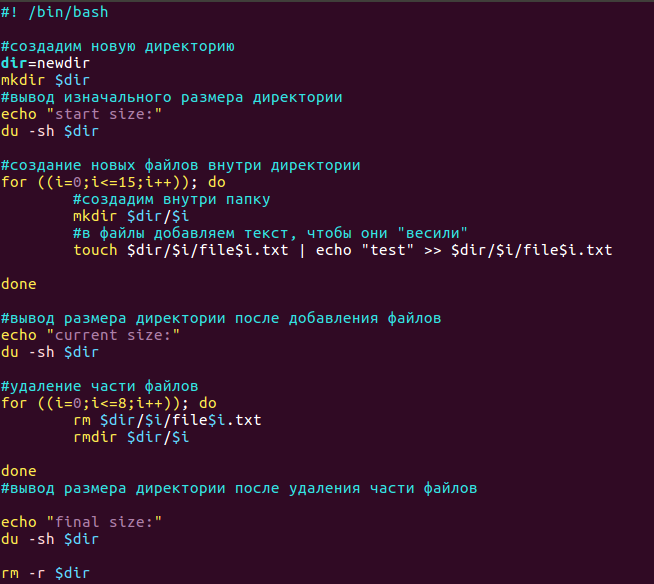 #! /bin/bash

#создадим новую директорию
dir=newdir
mkdir $dir
#вывод изначального размера директории
echo "start size:"
du -sh $dir

#создание новых файлов внутри директории
for ((i=0;i<=15;i++)); do
        #создадим внутри папку
        mkdir $dir/$i
        #в файлы добавляем текст, чтобы они "весили"
        touch $dir/$i/file$i.txt | echo "test" >> $dir/$i/file$i.txt

done

#вывод размера директории после добавления файлов
echo "current size:"
du -sh $dir

#удаление части файлов
for ((i=0;i<=8;i++)); do
        rm $dir/$i/file$i.txt
        rmdir $dir/$i

done
#вывод размера директории после удаления части файлов

echo "final size:"
du -sh $dir

rm -r $dir